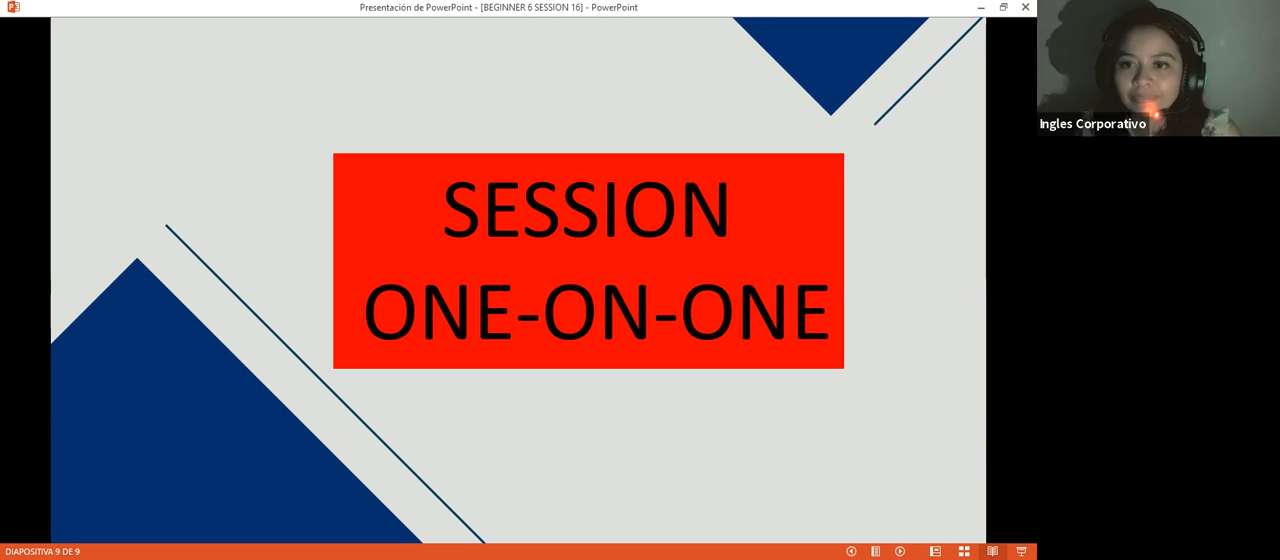 Presentación de PowerPoint - [BEGINNER 6 SESSION 16] - PowerPoint
Ingles Corporativo
SESSION
ONE-ON-ONE
DIAPOSITIVA 9 DE 9